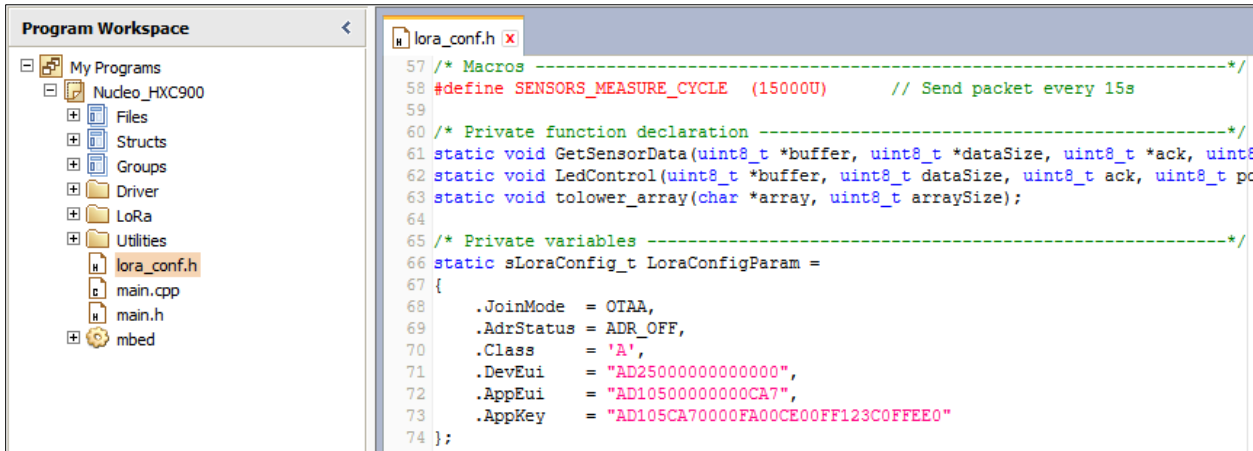 Program Workspace <
My Programs
Nucleo_HXC900
Files
Structs
Groups
Driver
LoRa
Utilities
lora_conf.h
main.cpp
main.h
mbed
lora_conf.h x
57 /* Macros ---------------------------------------------------------------------*/
58 #define SENSORS_MEASURE_CYCLE  (15000U)      // Send packet every 15s
59
60 /* Private function declaration -----------------------------------------------*/
61 static void GetSensorData(uint8_t *buffer, uint8_t *dataSize, uint8_t *ack, uint8
62 static void LedControl(uint8_t *buffer, uint8_t dataSize, uint8_t ack, uint8_t po
63 static void tolower_array(char *array, uint8_t arraySize);
64
65 /* Private variables ----------------------------------------------------------*/
66 static sLoraConfig_t LoraConfigParam =
67 {
68     .JoinMode  = OTAA,
69     .AdrStatus = ADR_OFF,
70     .Class     = 'A',
71     .DevEui    = "AD25000000000000",
72     .AppEui    = "AD10500000000CA7",
73     .AppKey    = "AD105CA70000FA00CE00FF123C0FFEE0"
74 };